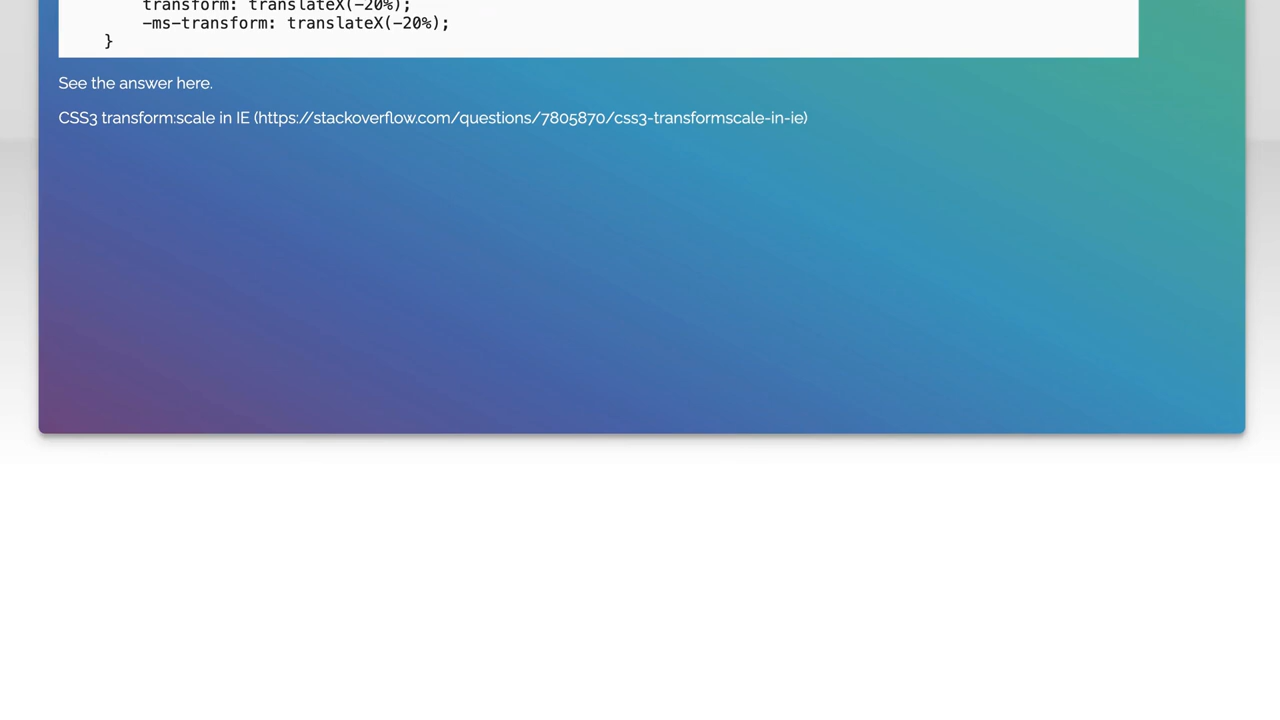 transform: translateX(-20%);
-ms-transform: translateX(-20%);
}
See the answer here.
CSS3 transform:scale in IE (https://stackoverflow.com/questions/7805870/css3-transformscale-in-ie)